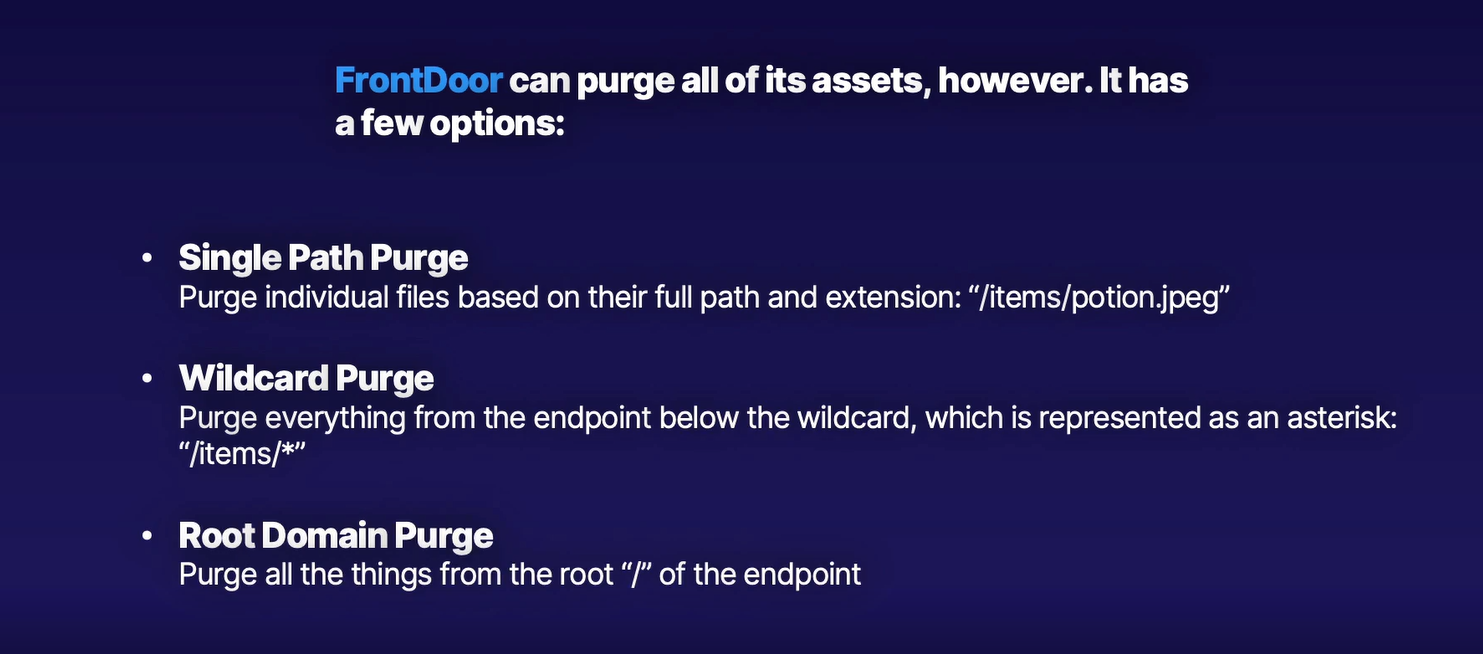 FrontDoor can purge all of its assets, however. It has
a few options:
• Single Path Purge
Purge individual files based on their full path and extension: “/items/potion.jpeg”
• Wildcard Purge
Purge everything from the endpoint below the wildcard, which is represented as an asterisk:
“/items/*”
• Root Domain Purge
Purge all the things from the root “/” of the endpoint